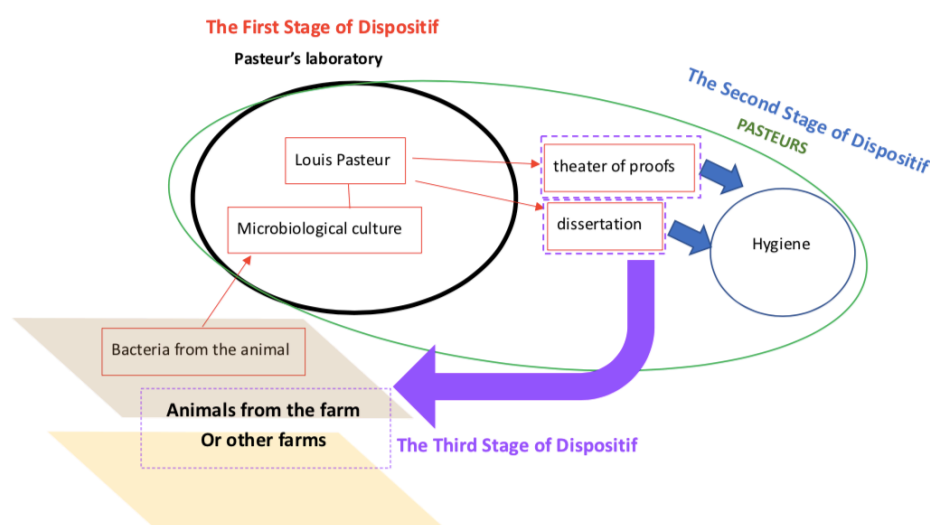 The First Stage of Dispositif
Pasteur's laboratory
The Second Stage of Dispositif
PASTEURS
Louis Pasteur
theater of proofs
Microbiological culture
dissertation
Hygiene
Bacteria from the animal
Animals from the farm
Or other farms
The Third Stage of Dispositif